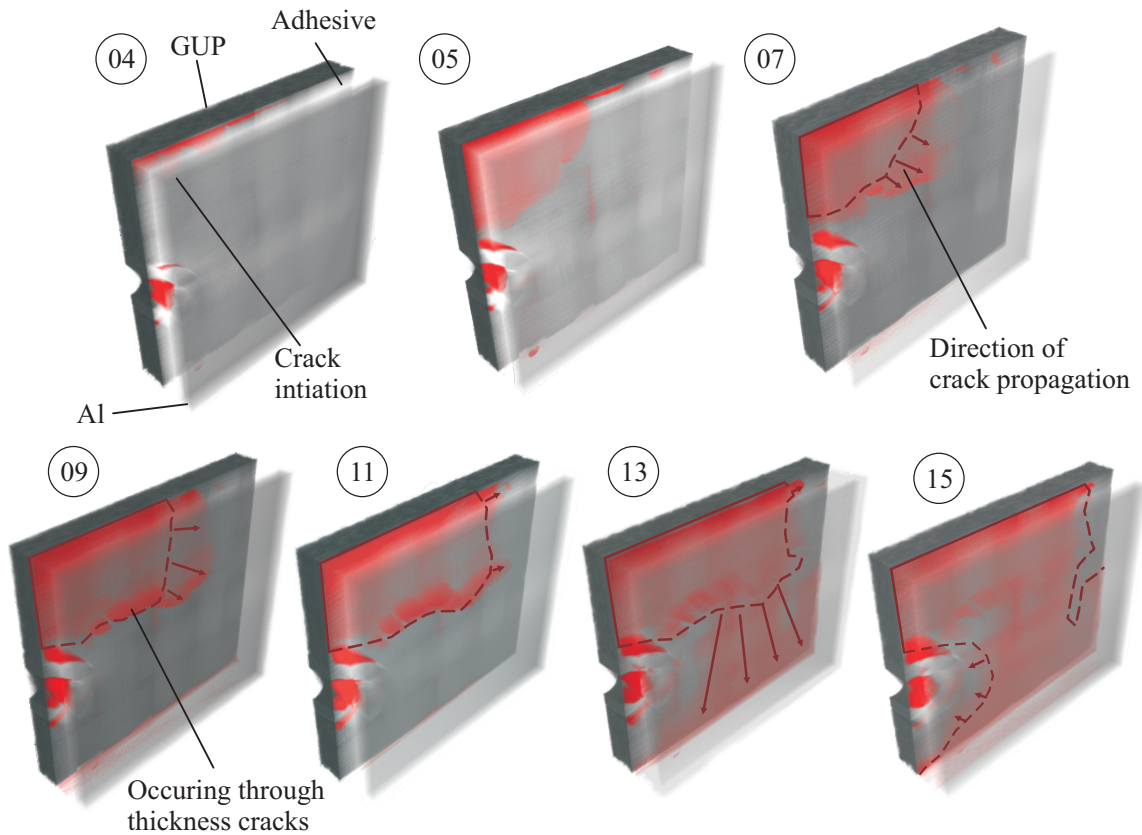 04
GUP
Adhesive
05
07
Crack
intiation
Al
Direction of
crack propagation
09
11
13
15
Occuring through
thickness cracks